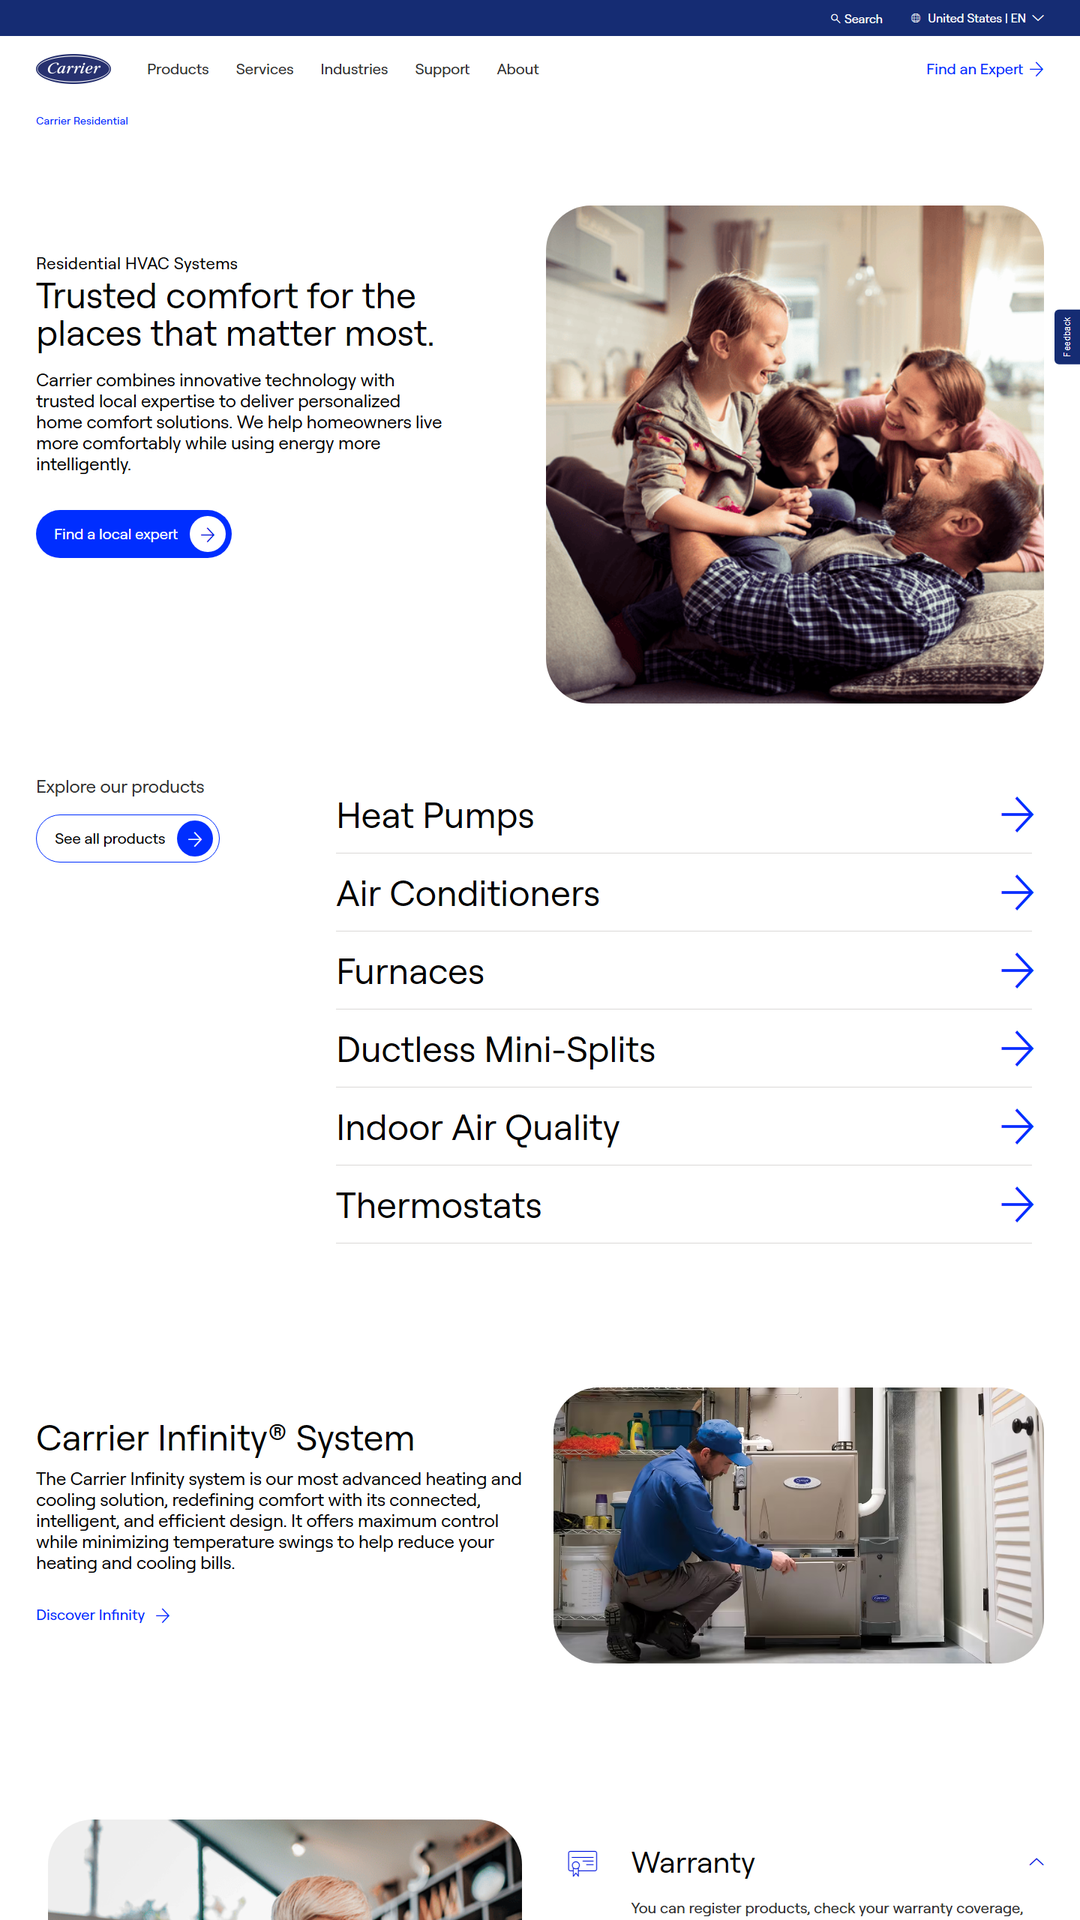 Search
United States | EN
Carrier
Products
Services
Industries
Support
About
Find an Expert
Carrier Residential
Residential HVAC Systems
Trusted comfort for the
places that matter most.
Carrier combines innovative technology with
trusted local expertise to deliver personalized
home comfort solutions. We help homeowners live
more comfortably while using energy more
intelligently.
Find a local expert
Feedback
Explore our products
See all products
Heat Pumps
Air Conditioners
Furnaces
Ductless Mini-Splits
Indoor Air Quality
Thermostats
Carrier Infinity® System
The Carrier Infinity system is our most advanced heating and
cooling solution, redefining comfort with its connected,
intelligent, and efficient design. It offers maximum control
while minimizing temperature swings to help reduce your
heating and cooling bills.
Discover Infinity
Warranty
You can register products, check your warranty coverage,